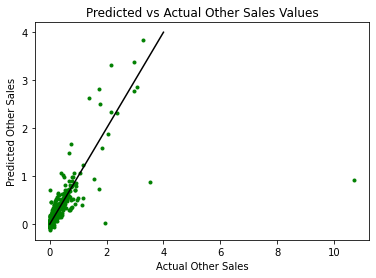 Predicted vs Actual Other Sales Values
Predicted Other Sales
4
3
2
1
0
0 2 4 6 8 10
Actual Other Sales